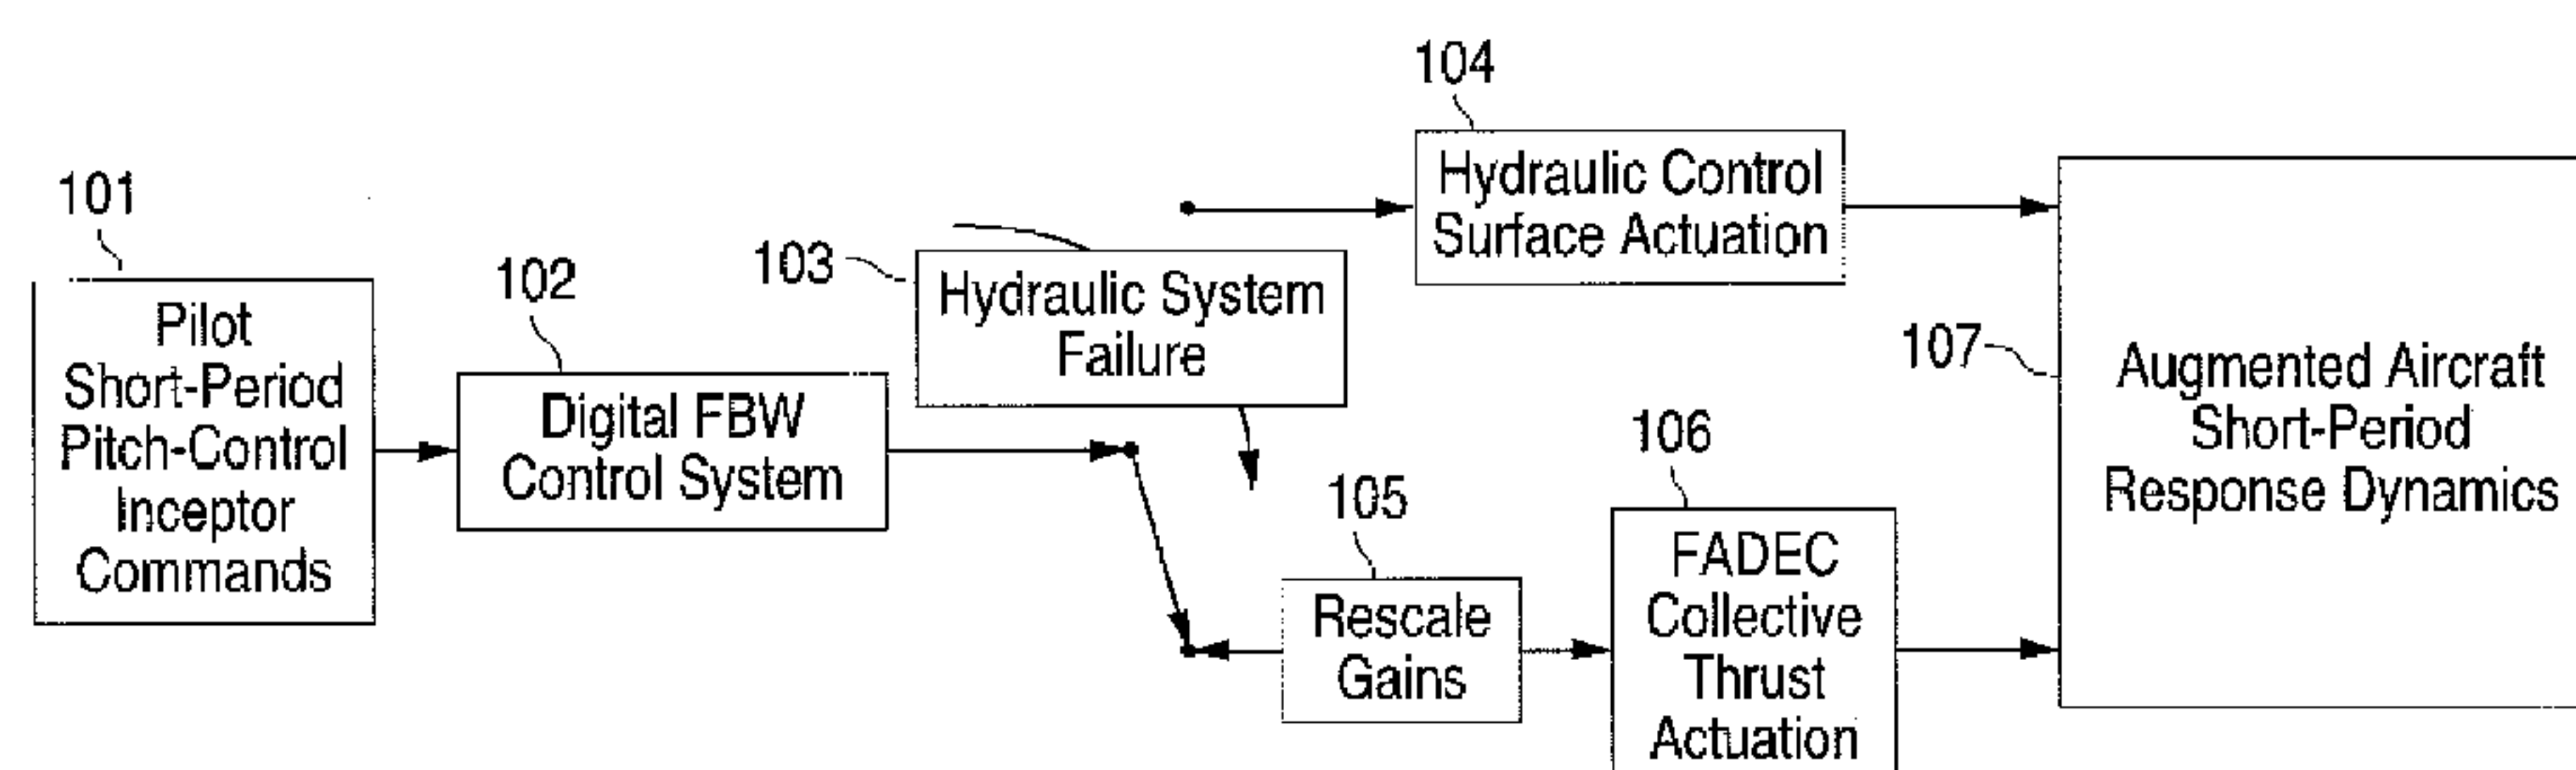 101
Pilot
Short-Period
Pitch-Control
Inceptor
Commands
102
Digital FBW
Control System
103
Hydraulic System
Failure
104
Hydraulic Control
Surface Actuation
105
Rescale
Gains
106
FADEC
Collective
Thrust
Actuation
107
Augmented Aircraft
Short-Period
Response Dynamics